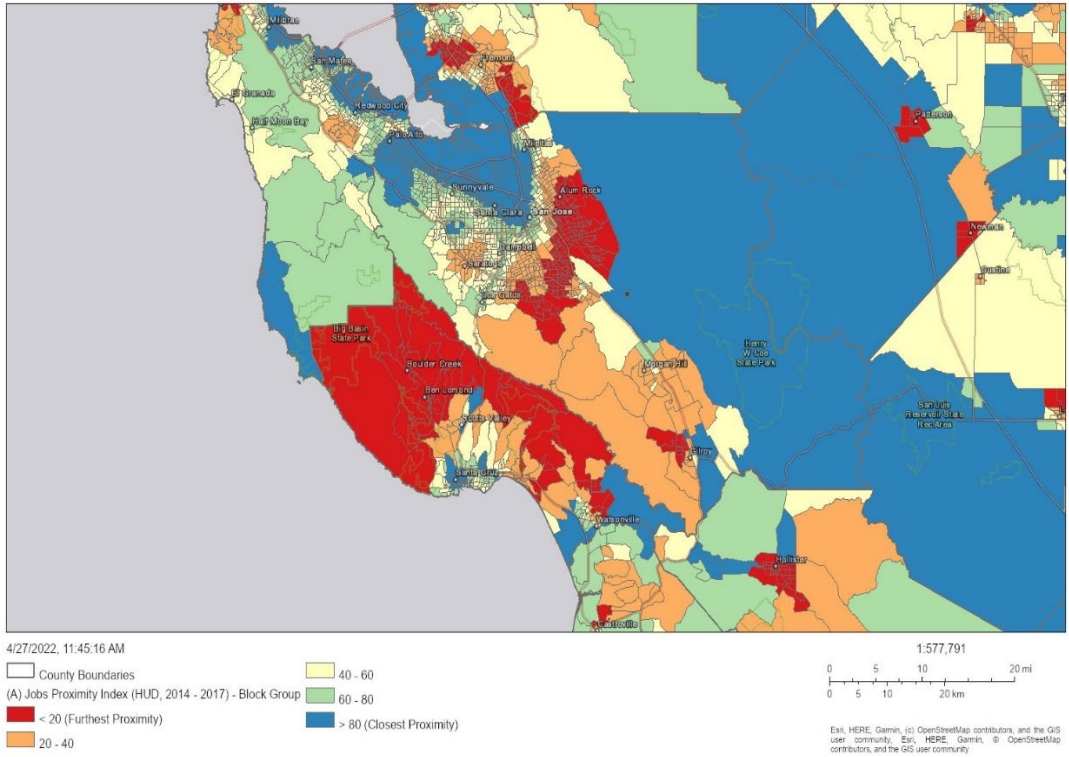 Millbran
San Mateo
Fremont
El Granada
Redwood City
Half Moon Bay
Palo Alto
Patterson
Milpitas
Sunnyvale
Alum Rock
Santa Clara
San Jose
Newman
Campbell
Saratoga
Gustine
Los Gatos
Big Basin
State Park
Henry
W Coe
State Park
Boulder Creek
Morgan Hill
Ben Lomond
San Luis
Reservoir State
Rec Area
Scotts Valley
Gilroy
Santa Cruz
Watsonville
Hollister
Castroville
4/27/2022, 11:45:16 AM
County Boundaries
(A) Jobs Proximity Index (HUD, 2014 - 2017) - Block Group
< 20 (Furthest Proximity)
20 - 40
40 - 60
60 - 80
> 80 (Closest Proximity)
1:577,791
0 5 10 20 mi
0 5 10 20 km
Esri, HERE, Garmin, (c) OpenStreetMap contributors, and the GIS
user community, Esri, HERE, Garmin, © OpenStreetMap
contributors, and the GIS user community